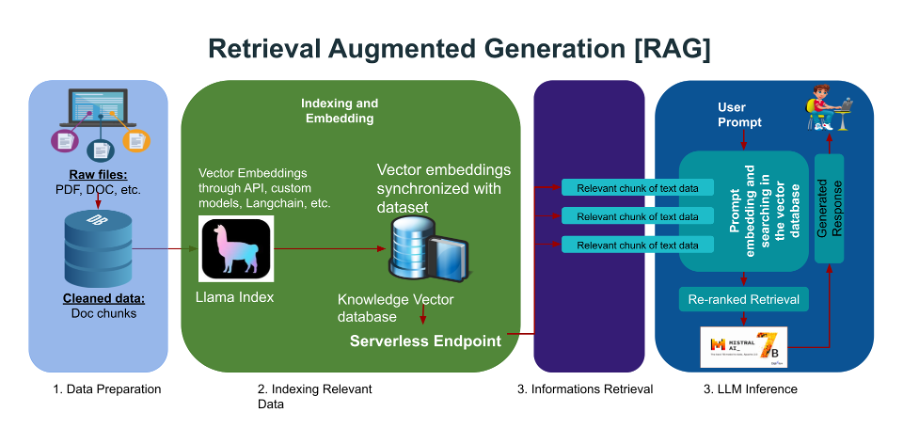 Retrieval Augmented Generation [RAG]
Raw files:
PDF, DOC, etc.
DB
Cleaned data:
Doc chunks
1. Data Preparation
Indexing and
Embedding
Vector Embeddings
through API, custom
models, Langchain, etc.
Llama Index
Vector embeddings
synchronized with
dataset
Knowledge Vector
database
Serverless Endpoint
2. Indexing Relevant
Data
Relevant chunk of text data
Relevant chunk of text data
Relevant chunk of text data
3. Informations Retrieval
User
Prompt
Prompt
embedding and
searching in
the vector
database
Generated
Response
Re-ranked Retrieval
MISTRAL
AI_
7B
3. LLM Inference